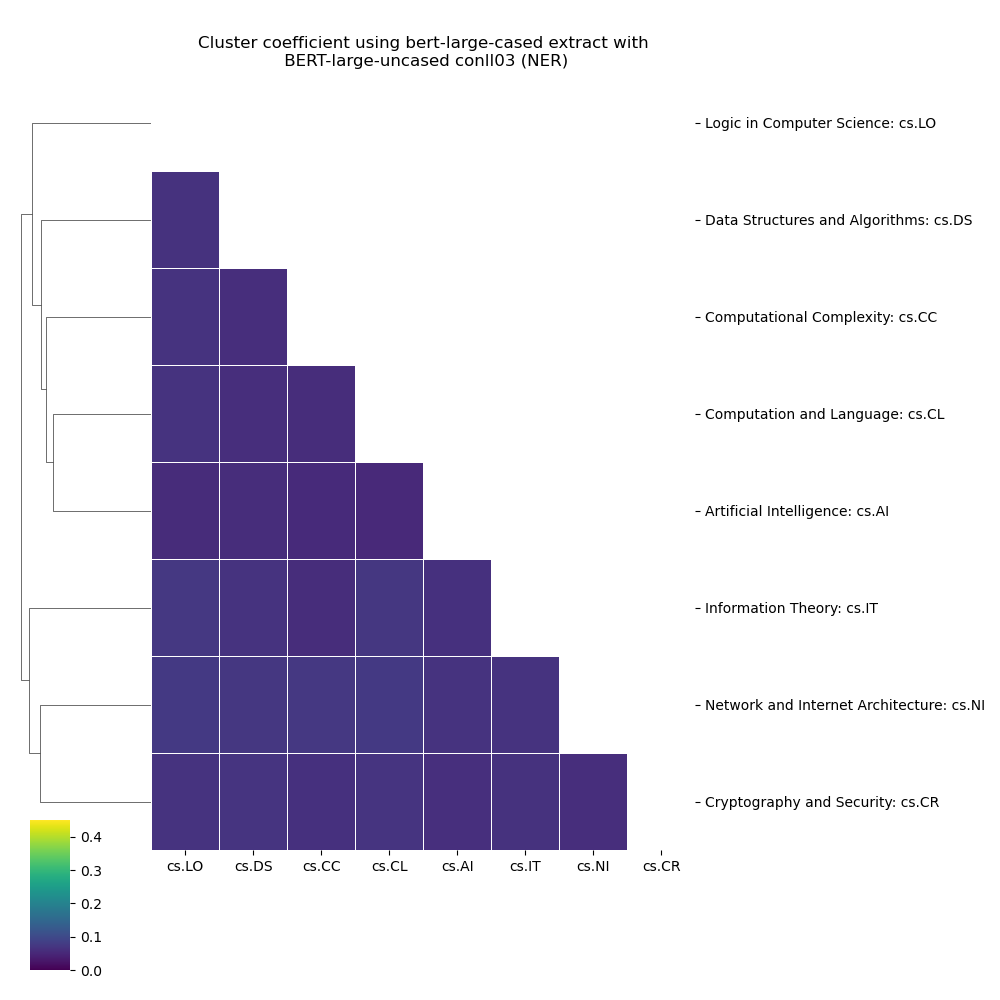 Cluster coefficient using bert-large-cased extract with
BERT-large-uncased conll03 (NER)
Logic in Computer Science: cs.LO
Data Structures and Algorithms: cs.DS
Computational Complexity: cs.CC
Computation and Language: cs.CL
Artificial Intelligence: cs.AI
Information Theory: cs.IT
Network and Internet Architecture: cs.NI
Cryptography and Security: cs.CR
cs.LO cs.DS cs.CC cs.CL cs.AI cs.IT cs.NI cs.CR
0.4
0.3
0.2
0.1
0.0